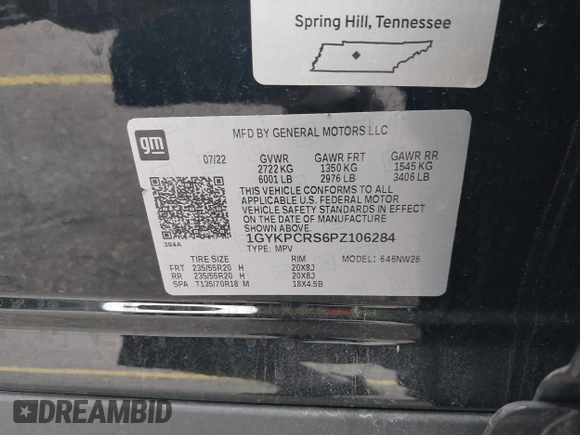 Spring Hill, Tennessee
gm
MFD BY GENERAL MOTORS LLC
07/22 GVWR GAWR FRT GAWR RR
2722 KG 1350 KG 1545 KG
6001 LB 2976 LB 3406 LB
THIS VEHICLE CONFORMS TO ALL
APPLICABLE U.S. FEDERAL MOTOR
VEHICLE SAFETY STANDARDS IN EFFECT
ON THE DATE OF MANUFACTURE
SHOWN ABOVE.
384A
1GYKPCRS6PZ106284
TYPE: MPV
TIRE SIZE RIM MODEL: 646NW26
FRT 235/55R20 H 20X8J
RR 235/55R20 H 20X8J
SPA T135/70R18 M 18X4.5B
DREAMBID